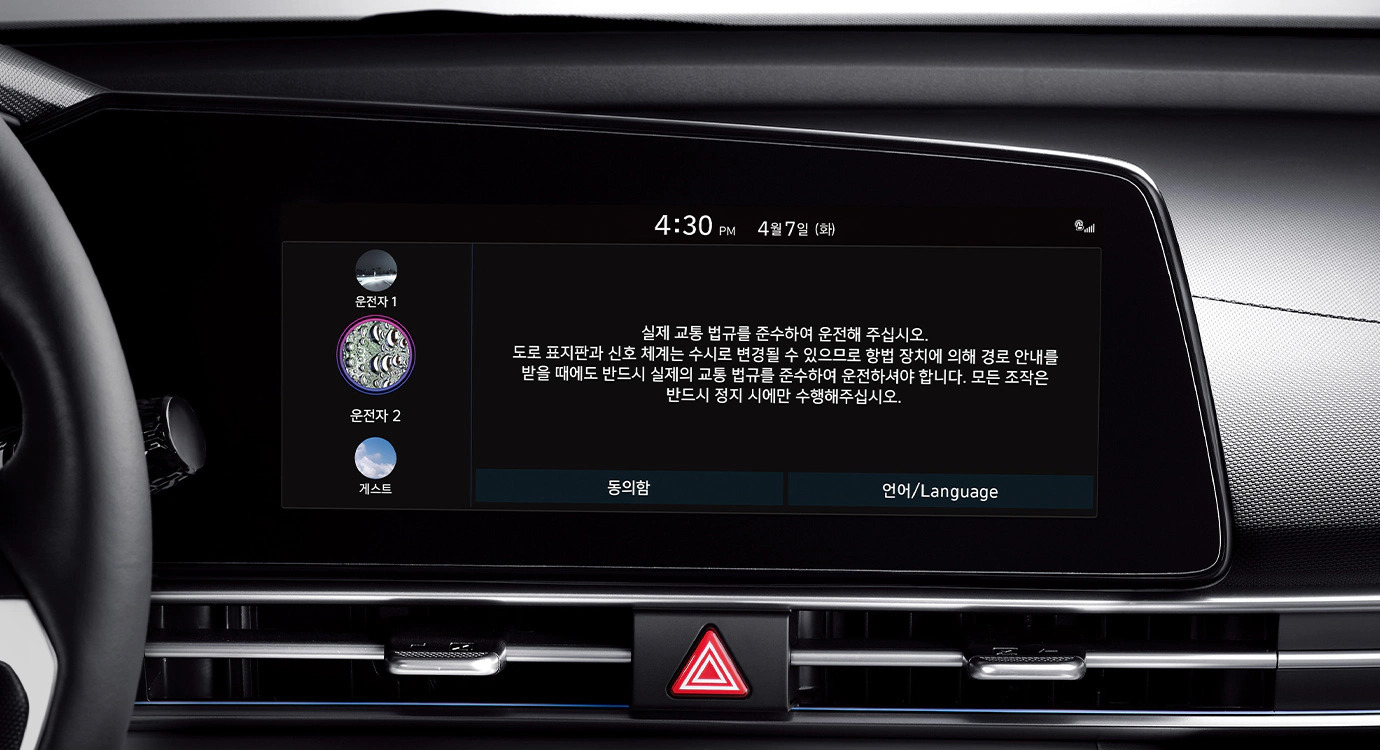 4:30 PM 4월 7일 (화)
운전자 1
운전자 2
게스트
실제 교통 법규를 준수하여 운전해 주십시오.
도로 표지판과 신호 체계는 수시로 변경될 수 있으므로 항법 장치에 의해 경로 안내를
받을 때에도 반드시 실제의 교통 법규를 준수하여 운전하셔야 합니다. 모든 조작은
반드시 정지 시에만 수행해주십시오.
동의함
언어/Language